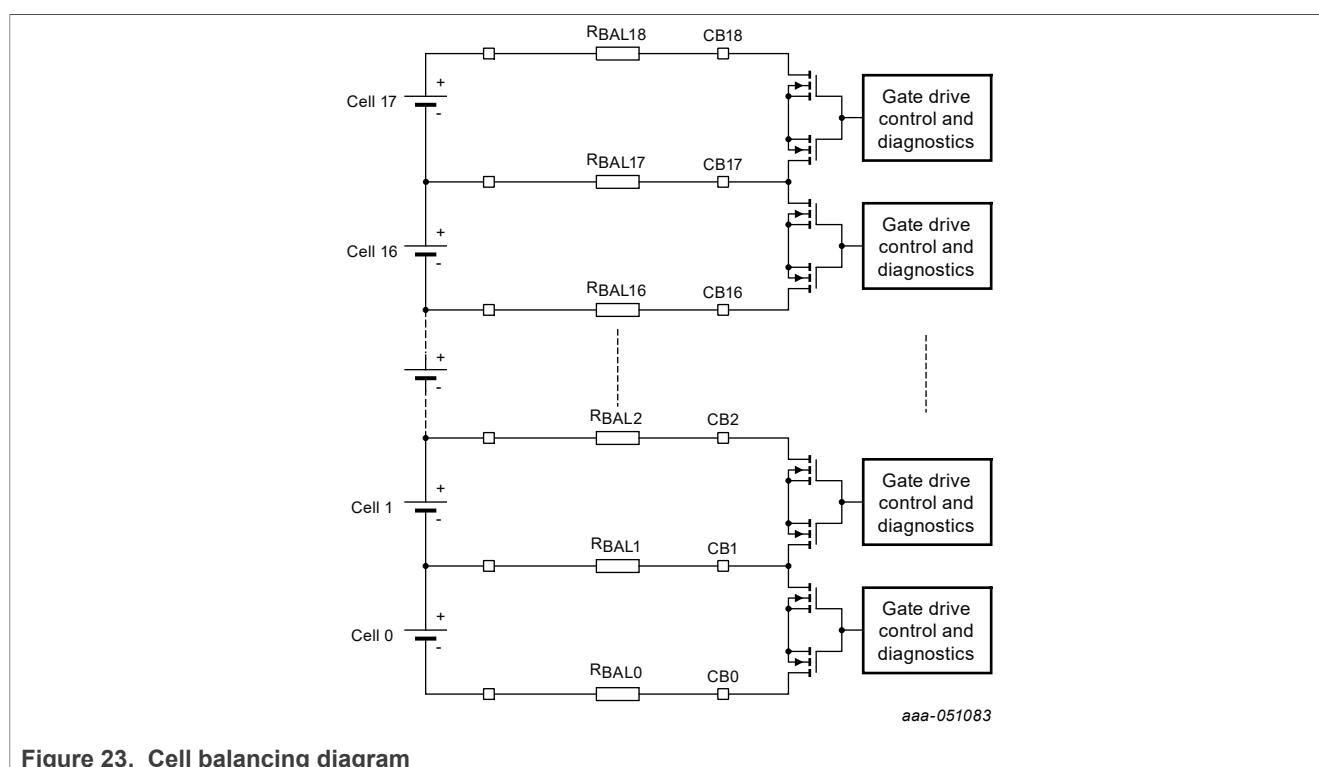 RBAL18
CB18
+
Cell 17
-
Gate drive
control and
diagnostics
RBAL17
CB17
+
Cell 16
-
Gate drive
control and
diagnostics
RBAL16
CB16
+
-
RBAL2
CB2
+
Cell 1
-
Gate drive
control and
diagnostics
RBAL1
CB1
+
Cell 0
-
Gate drive
control and
diagnostics
RBAL0
CB0
aaa-051083
Figure 23. Cell balancing diagram